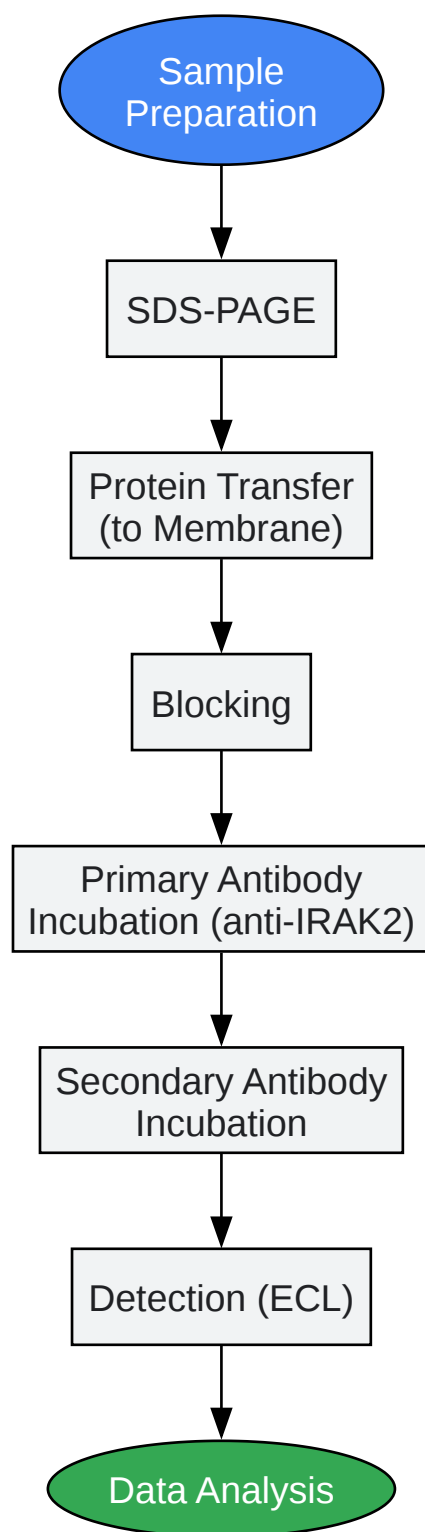 Sample
Preparation
SDS-PAGE
Protein Transfer
(to Membrane)
Blocking
Primary Antibody
Incubation (anti-IRAK2)
Secondary Antibody
Incubation
Detection (ECL)
Data Analysis